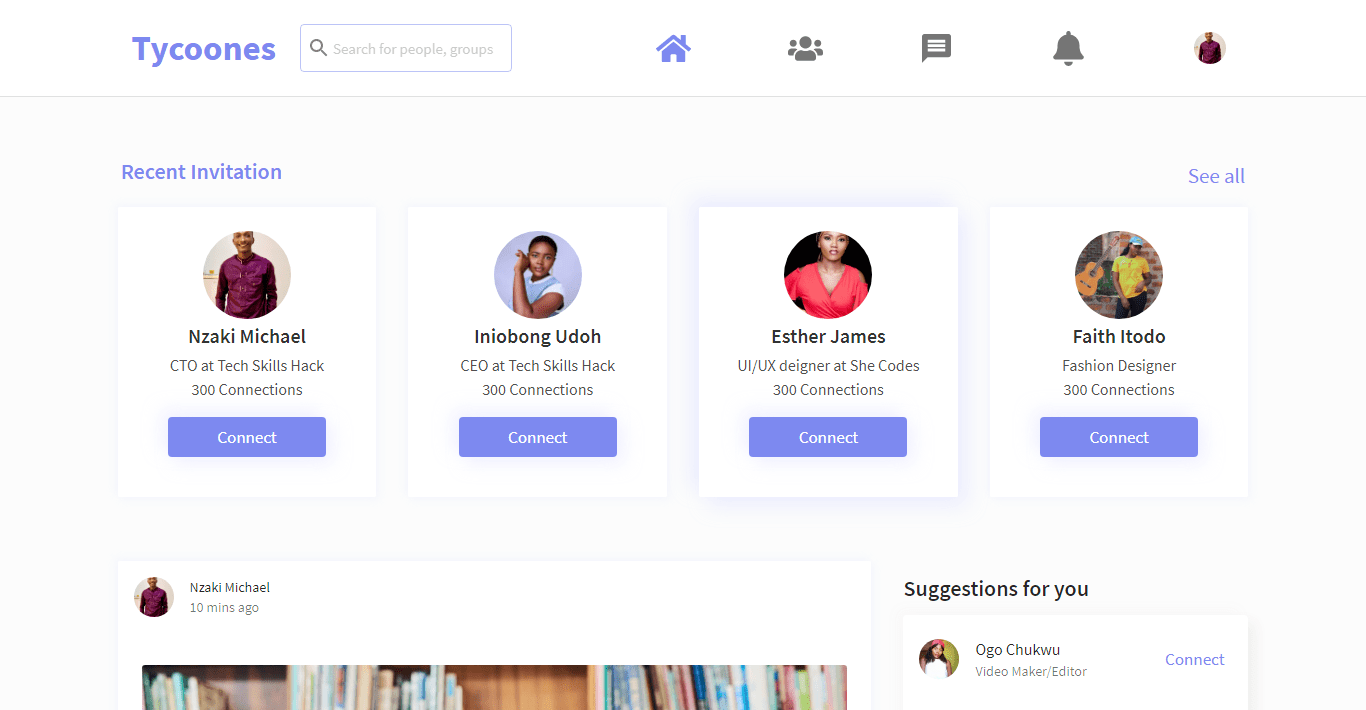 Tycoones
Search for people, groups
Recent Invitation
See all
Nzaki Michael
CTO at Tech Skills Hack
300 Connections
Connect
Iniobong Udoh
CEO at Tech Skills Hack
300 Connections
Connect
Esther James
UI/UX deigner at She Codes
300 Connections
Connect
Faith Itodo
Fashion Designer
300 Connections
Connect
Nzaki Michael
10 mins ago
Suggestions for you
Ogo Chukwu
Video Maker/Editor
Connect